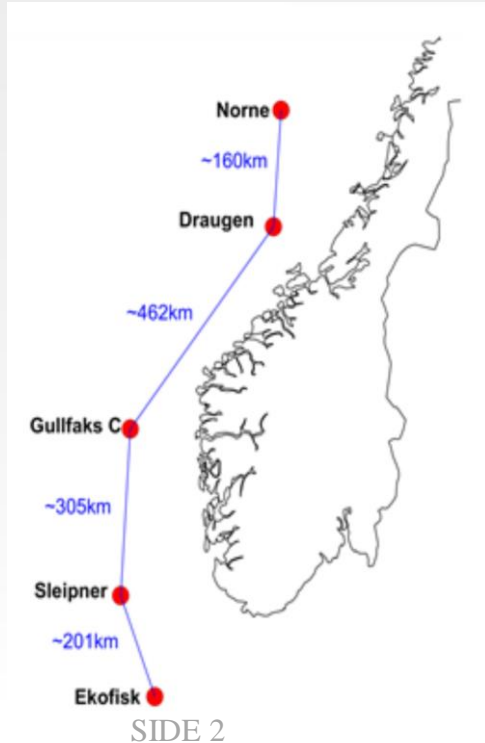 Norne
~160km
Draugen
~462km
Gullfaks C
~305km
Sleipner
~201km
Ekofisk
SIDE 2